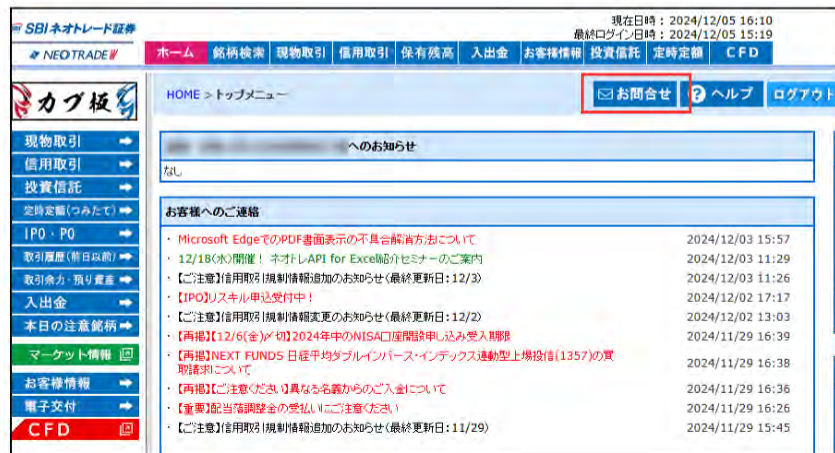 SBIネオトレード証券
現在日時：2024/12/05 16:10
最終ログイン日時：2024/12/05 15:19
NEOTRADE W
ホーム 銘柄検索 現物取引 信用取引 保有残高 入出金 お客様情報 投資信託 定時定額 CFD
カブ板
HOME > トップメニュー
お問合せ ? ヘルプ ログアウト
現物取引
信用取引
投資信託
定時定額(つみたて)
IPO・PO
取引履歴(前日以前)
取引余力・預り資産
入出金
本日の注意銘柄
マーケット情報
お客様情報
電子交付
CFD
へのお知らせ
なし
お客様へのご連絡
・Microsoft EdgeでのPDF書面表示の不具合解消方法について 2024/12/03 15:57
・12/18(水)開催！ ネオトレAPI for Excel紹介セミナーのご案内 2024/12/03 11:29
・【ご注意】信用取引規制情報追加のお知らせ(最終更新日:12/3) 2024/12/03 11:26
・【IPO】リスキル申込受付中！ 2024/12/02 17:17
・【ご注意】信用取引規制情報変更のお知らせ(最終更新日:12/2) 2024/12/02 13:03
・【再掲】【12/6(金)〆切】2024年中のNISA口座開設申し込み受入期限 2024/11/29 16:39
・【再掲】NEXT FUNDS 日経平均ダブルインバース・インデックス連動型上場投信(1357)の買
取請求について 2024/11/29 16:38
・【再掲】【ご注意ください】異なる名義からのご入金について 2024/11/29 16:36
・【重要】配当落調整金の受払いにご注意ください 2024/11/29 16:26
・【ご注意】信用取引規制情報追加のお知らせ(最終更新日:11/29) 2024/11/29 15:45